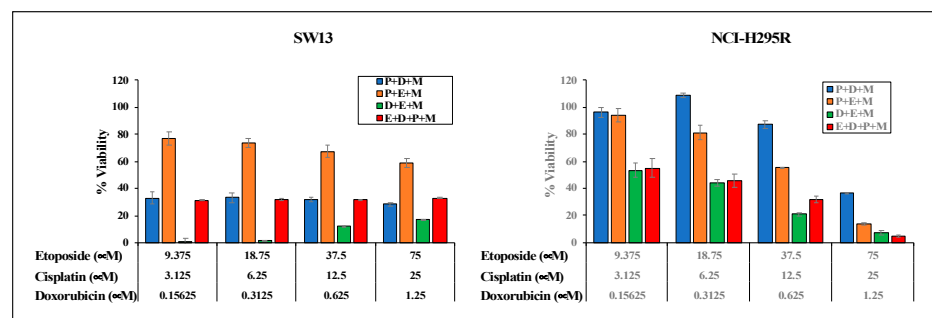 SW13
120
100
80
60
40
20
0
% Viability
P+D+M
P+E+M
D+E+M
E+D+P+M
Etoposide (∝M) 9.375 18.75 37.5 75
Cisplatin (∝M) 3.125 6.25 12.5 25
Doxorubicin (∝M) 0.15625 0.3125 0.625 1.25
NCI-H295R
120
100
80
60
40
20
0
% Viability
P+D+M
P+E+M
D+E+M
E+D+P+M
Etoposide (∝M) 9.375 18.75 37.5 75
Cisplatin (∝M) 3.125 6.25 12.5 25
Doxorubicin (∝M) 0.15625 0.3125 0.625 1.25